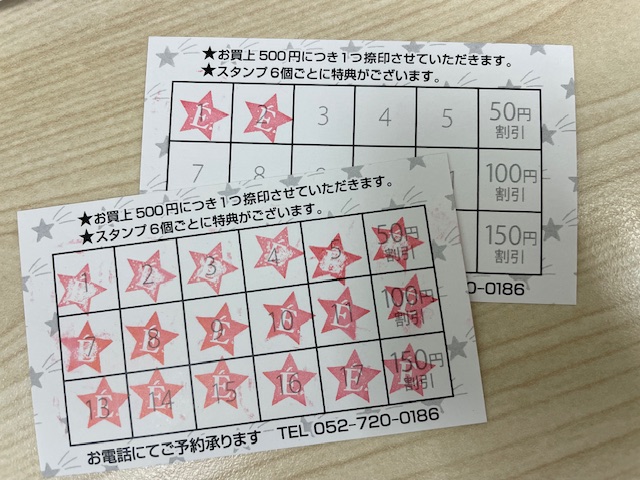 ★お買上500円につき1つ捺印させていただきます。
★スタンプ6個ごとに特典がございます。
1 2 3 4 5 50円割引
7 8 100円割引
150円割引
0-0186
★お買上500円につき1つ捺印させていただきます。
★スタンプ6個ごとに特典がございます。
1 2 3 4 5 50円割引
7 8 9 10 11 100円割引
13 14 15 16 17 150円割引
お電話にてご予約承ります TEL 052-720-0186